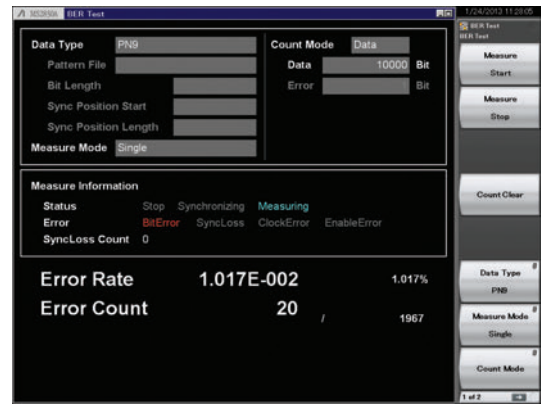 MS2850A BER Test
1/24/2013 11:28:05
BER Test
BER Test
Data Type PN9 Count Mode Data
Pattern File Data 10000 Bit
Bit Length Error 1 Bit
Sync Position Start
Sync Position Length
Measure Mode Single
Measure Start
Measure Stop
Count Clear
Measure Information
Status Stop Synchronizing Measuring
Error BitError SyncLoss ClockError EnableError
SyncLoss Count 0
Error Rate 1.017E-002 1.017%
Error Count 20 / 1967
Data Type
PN9
Measure Mode
Single
Count Mode
1 of 2